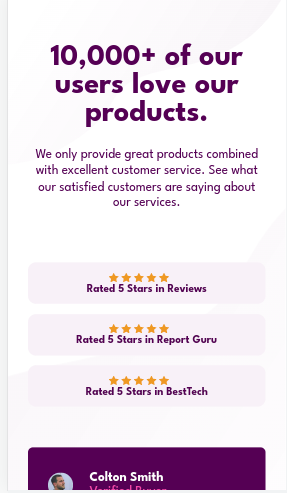 10,000+ of our
users love our
products.
We only provide great products combined
with excellent customer service. See what
our satisfied customers are saying about
our services.
Rated 5 Stars in Reviews
Rated 5 Stars in Report Guru
Rated 5 Stars in BestTech
Colton Smith
Verified Buyer